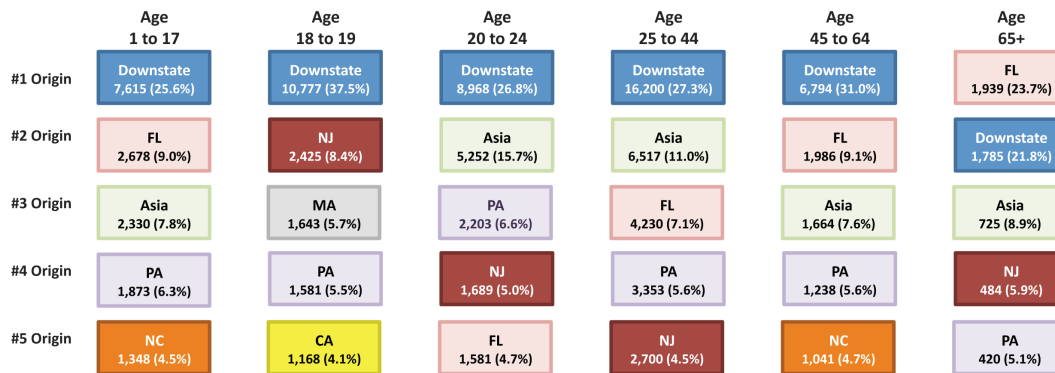 Age
1 to 17
Age
18 to 19
Age
20 to 24
Age
25 to 44
Age
45 to 64
Age
65+
#1 Origin
Downstate
7,615 (25.6%)
Downstate
10,777 (37.5%)
Downstate
8,968 (26.8%)
Downstate
16,200 (27.3%)
Downstate
6,794 (31.0%)
FL
1,939 (23.7%)
#2 Origin
FL
2,678 (9.0%)
NJ
2,425 (8.4%)
Asia
5,252 (15.7%)
Asia
6,517 (11.0%)
FL
1,986 (9.1%)
Downstate
1,785 (21.8%)
#3 Origin
Asia
2,330 (7.8%)
MA
1,643 (5.7%)
PA
2,203 (6.6%)
FL
4,230 (7.1%)
Asia
1,664 (7.6%)
Asia
725 (8.9%)
#4 Origin
PA
1,873 (6.3%)
PA
1,581 (5.5%)
NJ
1,689 (5.0%)
PA
3,353 (5.6%)
PA
1,238 (5.6%)
NJ
484 (5.9%)
#5 Origin
NC
1,348 (4.5%)
CA
1,168 (4.1%)
FL
1,581 (4.7%)
NJ
2,700 (4.5%)
NC
1,041 (4.7%)
PA
420 (5.1%)